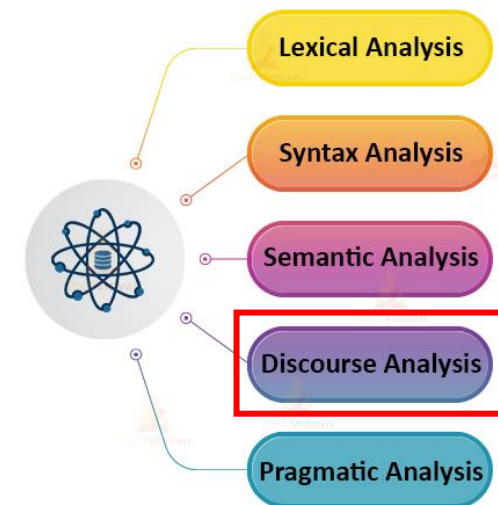 Lexical Analysis
Syntax Analysis
Semantic Analysis
Discourse Analysis
Pragmatic Analysis